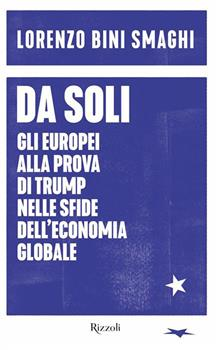 LORENZO BINI SMAGHI
DA SOLI
GLI EUROPEI
ALLA PROVA
DI TRUMP
NELLE SFIDE
DELL'ECONOMIA
GLOBALE
Rizzoli